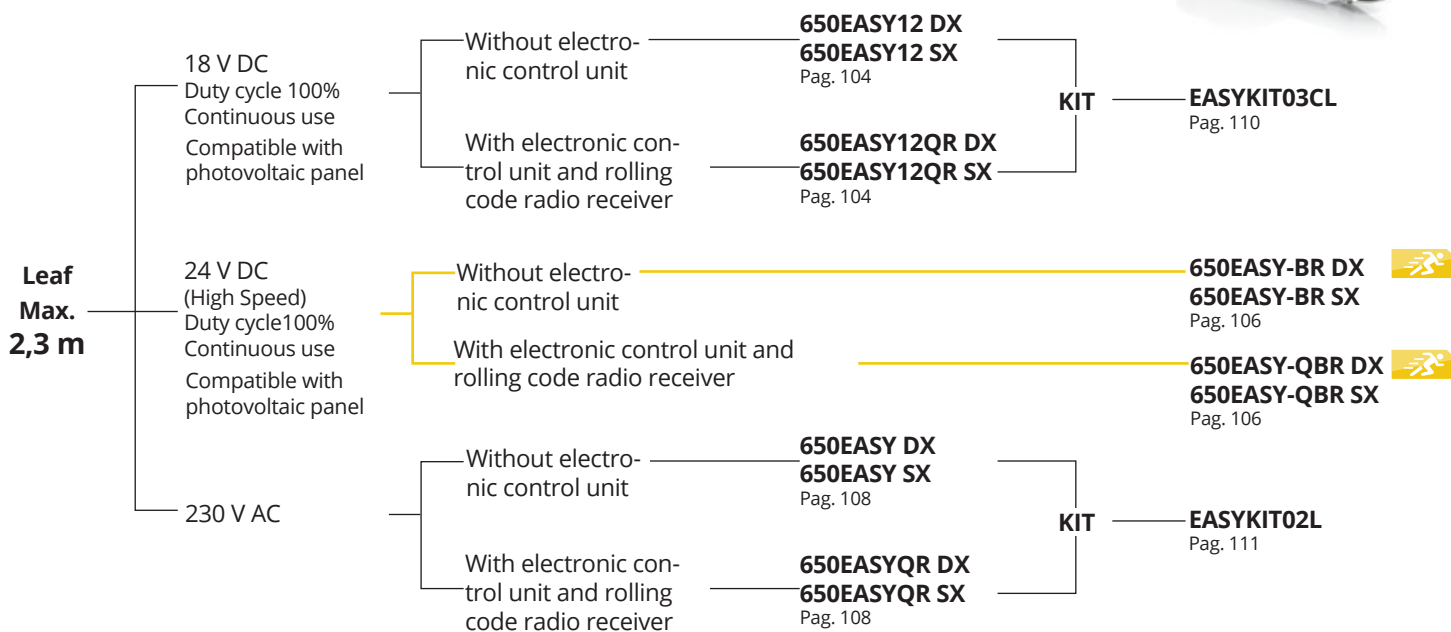 Leaf
Max.
2,3 m
18 V DC
Duty cycle 100%
Continuous use
Compatible with
photovoltaic panel
Without electro-
nic control unit
650EASY12 DX
650EASY12 SX
Pag. 104
With electronic con-
trol unit and rolling
code radio receiver
650EASY12QR DX
650EASY12QR SX
Pag. 104
KIT
EASYKIT03CL
Pag. 110
24 V DC
(High Speed)
Duty cycle100%
Continuous use
Compatible with
photovoltaic panel
Without electro-
nic control unit
650EASY-BR DX
650EASY-BR SX
Pag. 106
With electronic control unit and
rolling code radio receiver
650EASY-QBR DX
650EASY-QBR SX
Pag. 106
230 V AC
Without electro-
nic control unit
650EASY DX
650EASY SX
Pag. 108
With electronic con-
trol unit and rolling
code radio receiver
650EASYQR DX
650EASYQR SX
Pag. 108
KIT
EASYKIT02L
Pag. 111